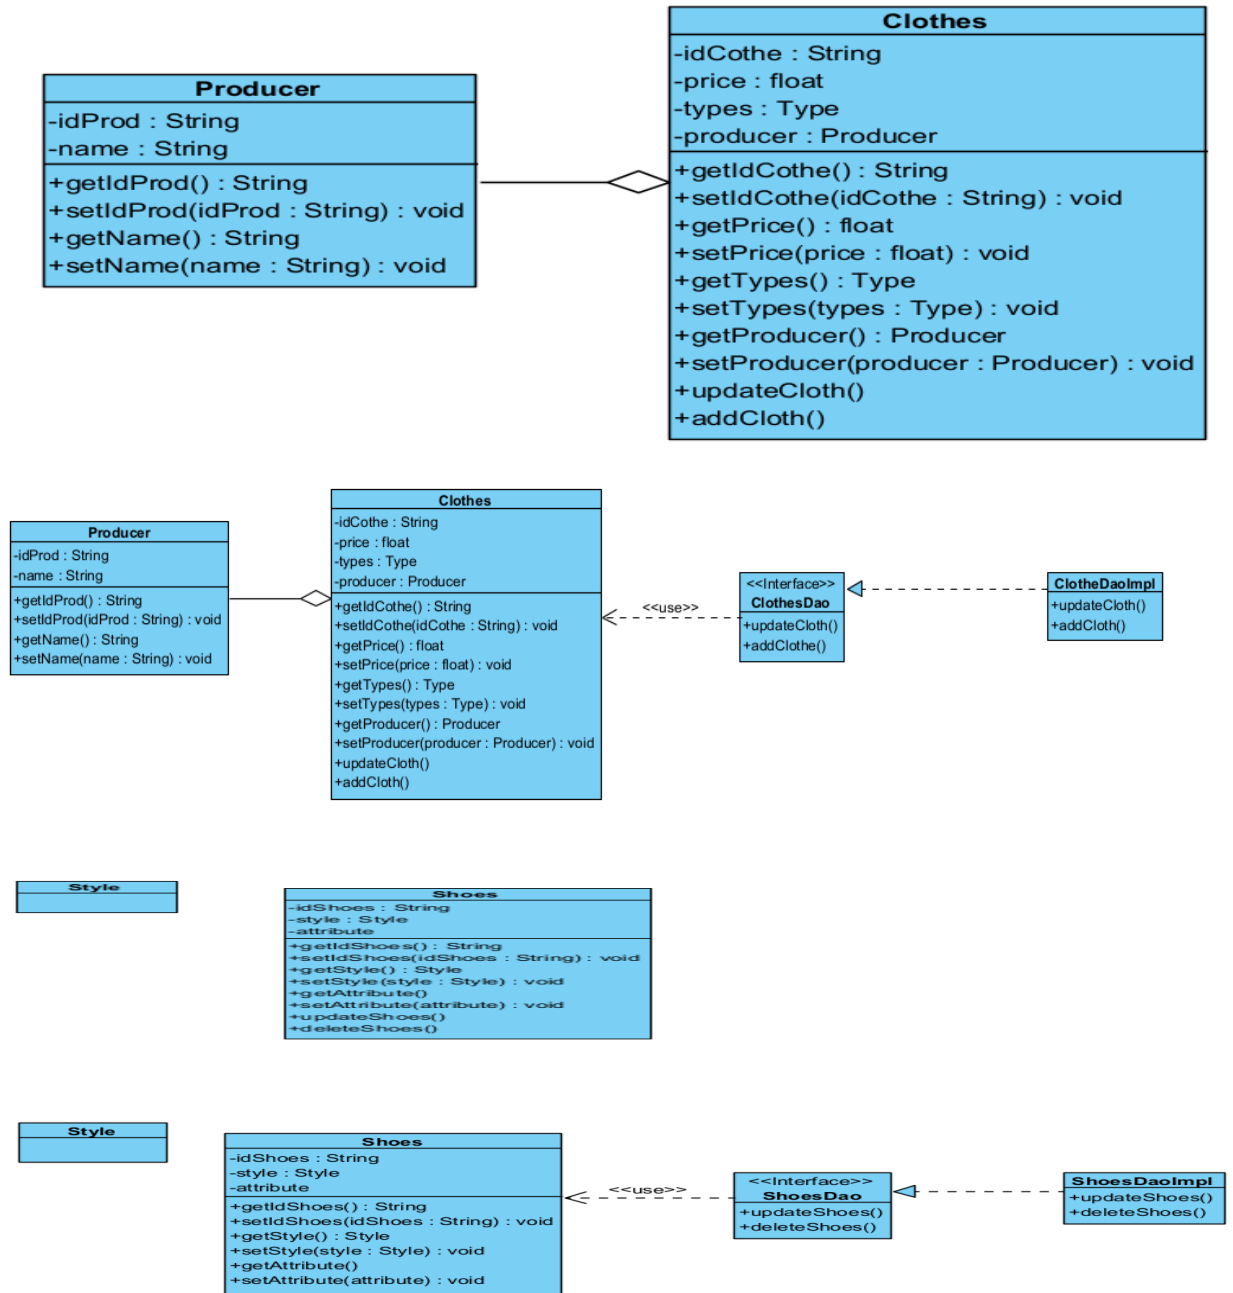 Clothes
-idCothe : String
-price : float
-types : Type
-producer : Producer
+getIdCothe() : String
+setIdCothe(idCothe : String) : void
+getPrice() : float
+setPrice(price : float) : void
+getTypes() : Type
+setTypes(types : Type) : void
+getProducer() : Producer
+setProducer(producer : Producer) : void
+updateCloth()
+addCloth()
Producer
-idProd : String
-name : String
+getIdProd() : String
+setIdProd(idProd : String) : void
+getName() : String
+setName(name : String) : void
Producer
-idProd : String
-name : String
+getIdProd() : String
+setIdProd(idProd : String) : void
+getName() : String
+setName(name : String) : void
Clothes
-idCothe : String
-price : float
-types : Type
-producer : Producer
+getIdCothe() : String
+setIdCothe(idCothe : String) : void
+getPrice() : float
+setPrice(price : float) : void
+getTypes() : Type
+setTypes(types : Type) : void
+getProducer() : Producer
+setProducer(producer : Producer) : void
+updateCloth()
+addCloth()
<<use>>
<<Interface>>
ClothesDao
+updateCloth()
+addClothe()
ClotheDaoImpl
+updateCloth()
+addCloth()
Style
Shoes
-idShoes : String
-style : Style
-attribute
+getIdShoes() : String
+setIdShoes(idShoes : String) : void
+getStyle() : Style
+setStyle(style : Style) : void
+getAttribute()
+setAttribute(attribute) : void
+updateShoes()
+deleteShoes()
Style
Shoes
-idShoes : String
-style : Style
-attribute
+getIdShoes() : String
+setIdShoes(idShoes : String) : void
+getStyle() : Style
+setStyle(style : Style) : void
+getAttribute()
+setAttribute(attribute) : void
<<use>>
<<Interface>>
ShoesDao
+updateShoes()
+deleteShoes()
ShoesDaoImpl
+updateShoes()
+deleteShoes()